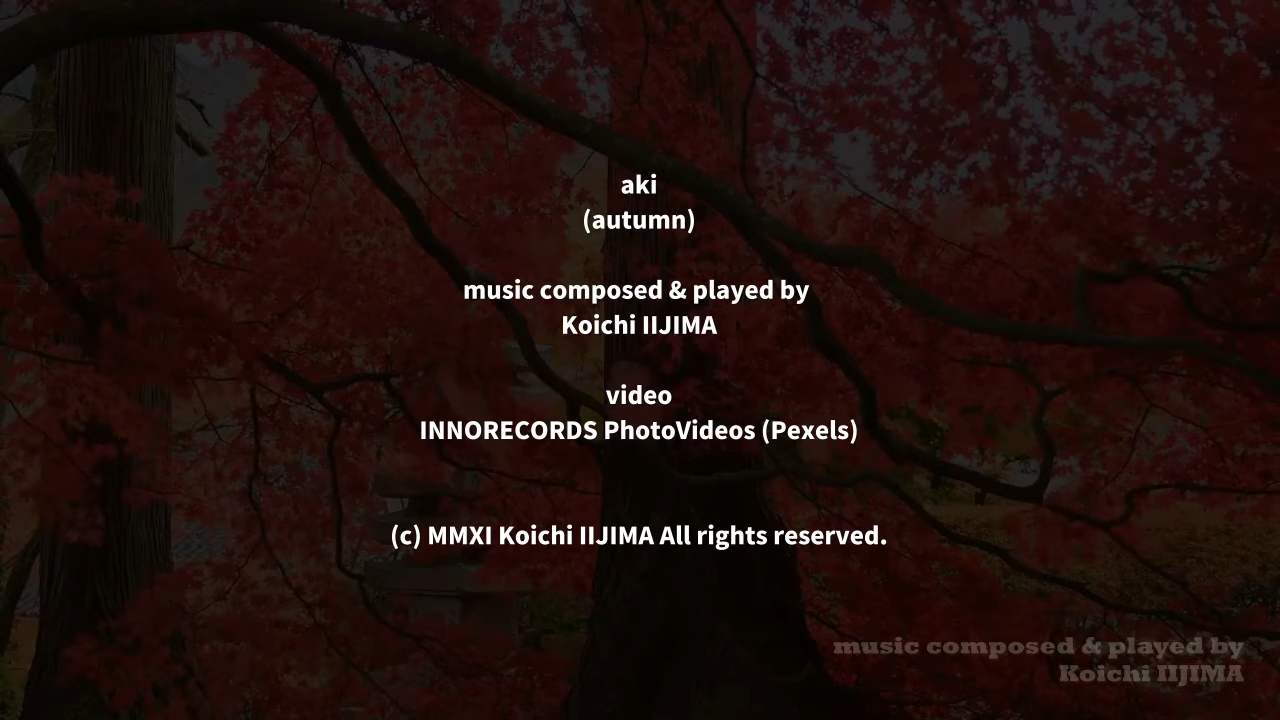 aki
(autumn)
music composed & played by
Koichi IIJIMA
video
INNORECORDS PhotoVideos (Pexels)
(c) MMXI Koichi IIJIMA All rights reserved.
music composed & played by
Koichi IIJIMA